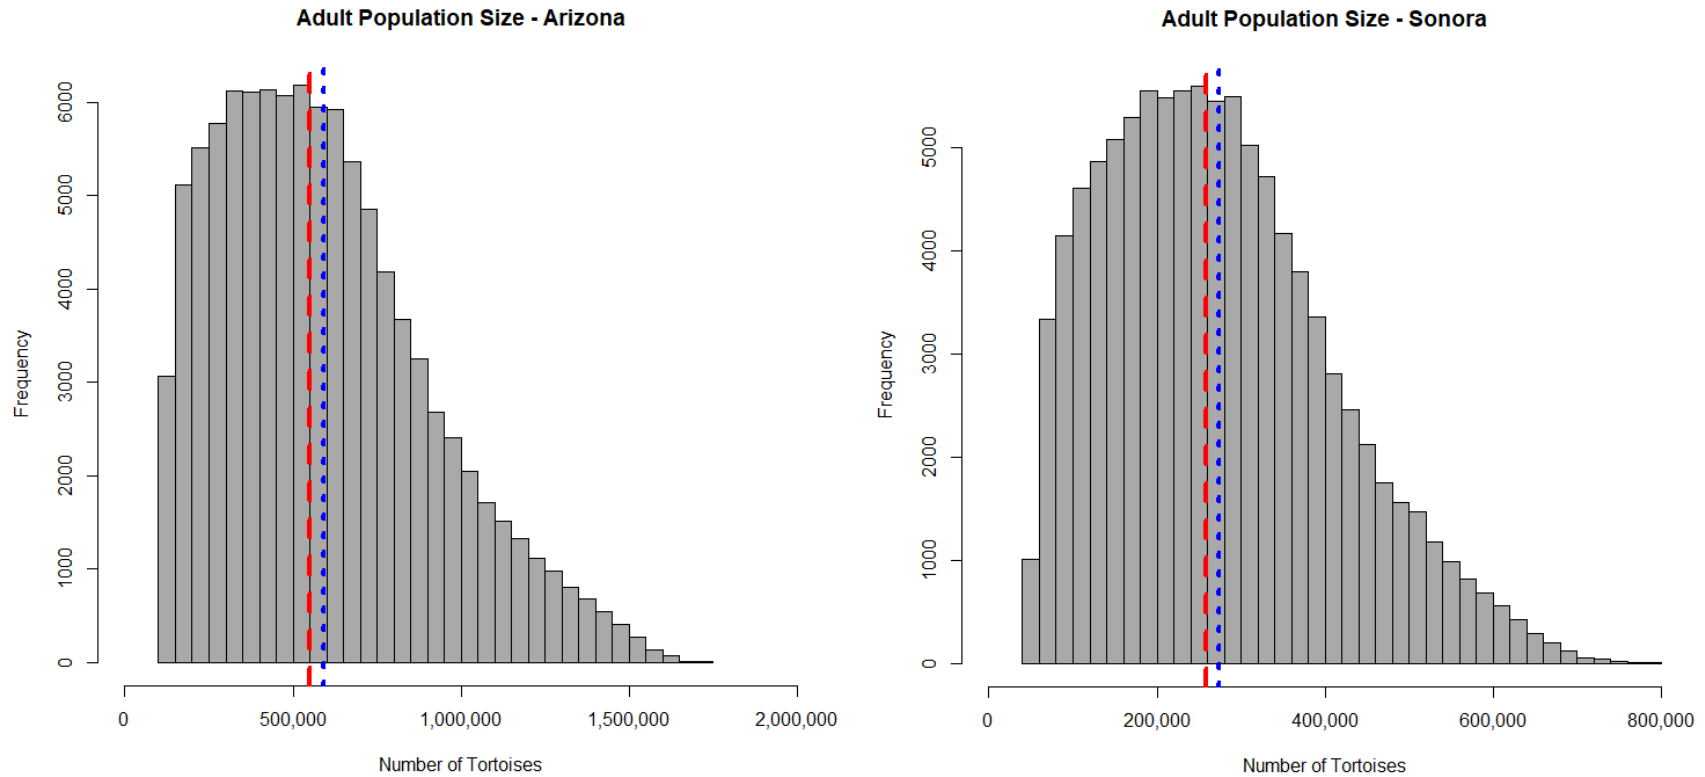 Adult Population Size - Arizona
Frequency
6000
5000
4000
3000
2000
1000
0
0 500,000 1,000,000 1,500,000 2,000,000
Number of Tortoises
Adult Population Size - Sonora
Frequency
5000
4000
3000
2000
1000
0
0 200,000 400,000 600,000 800,000
Number of Tortoises